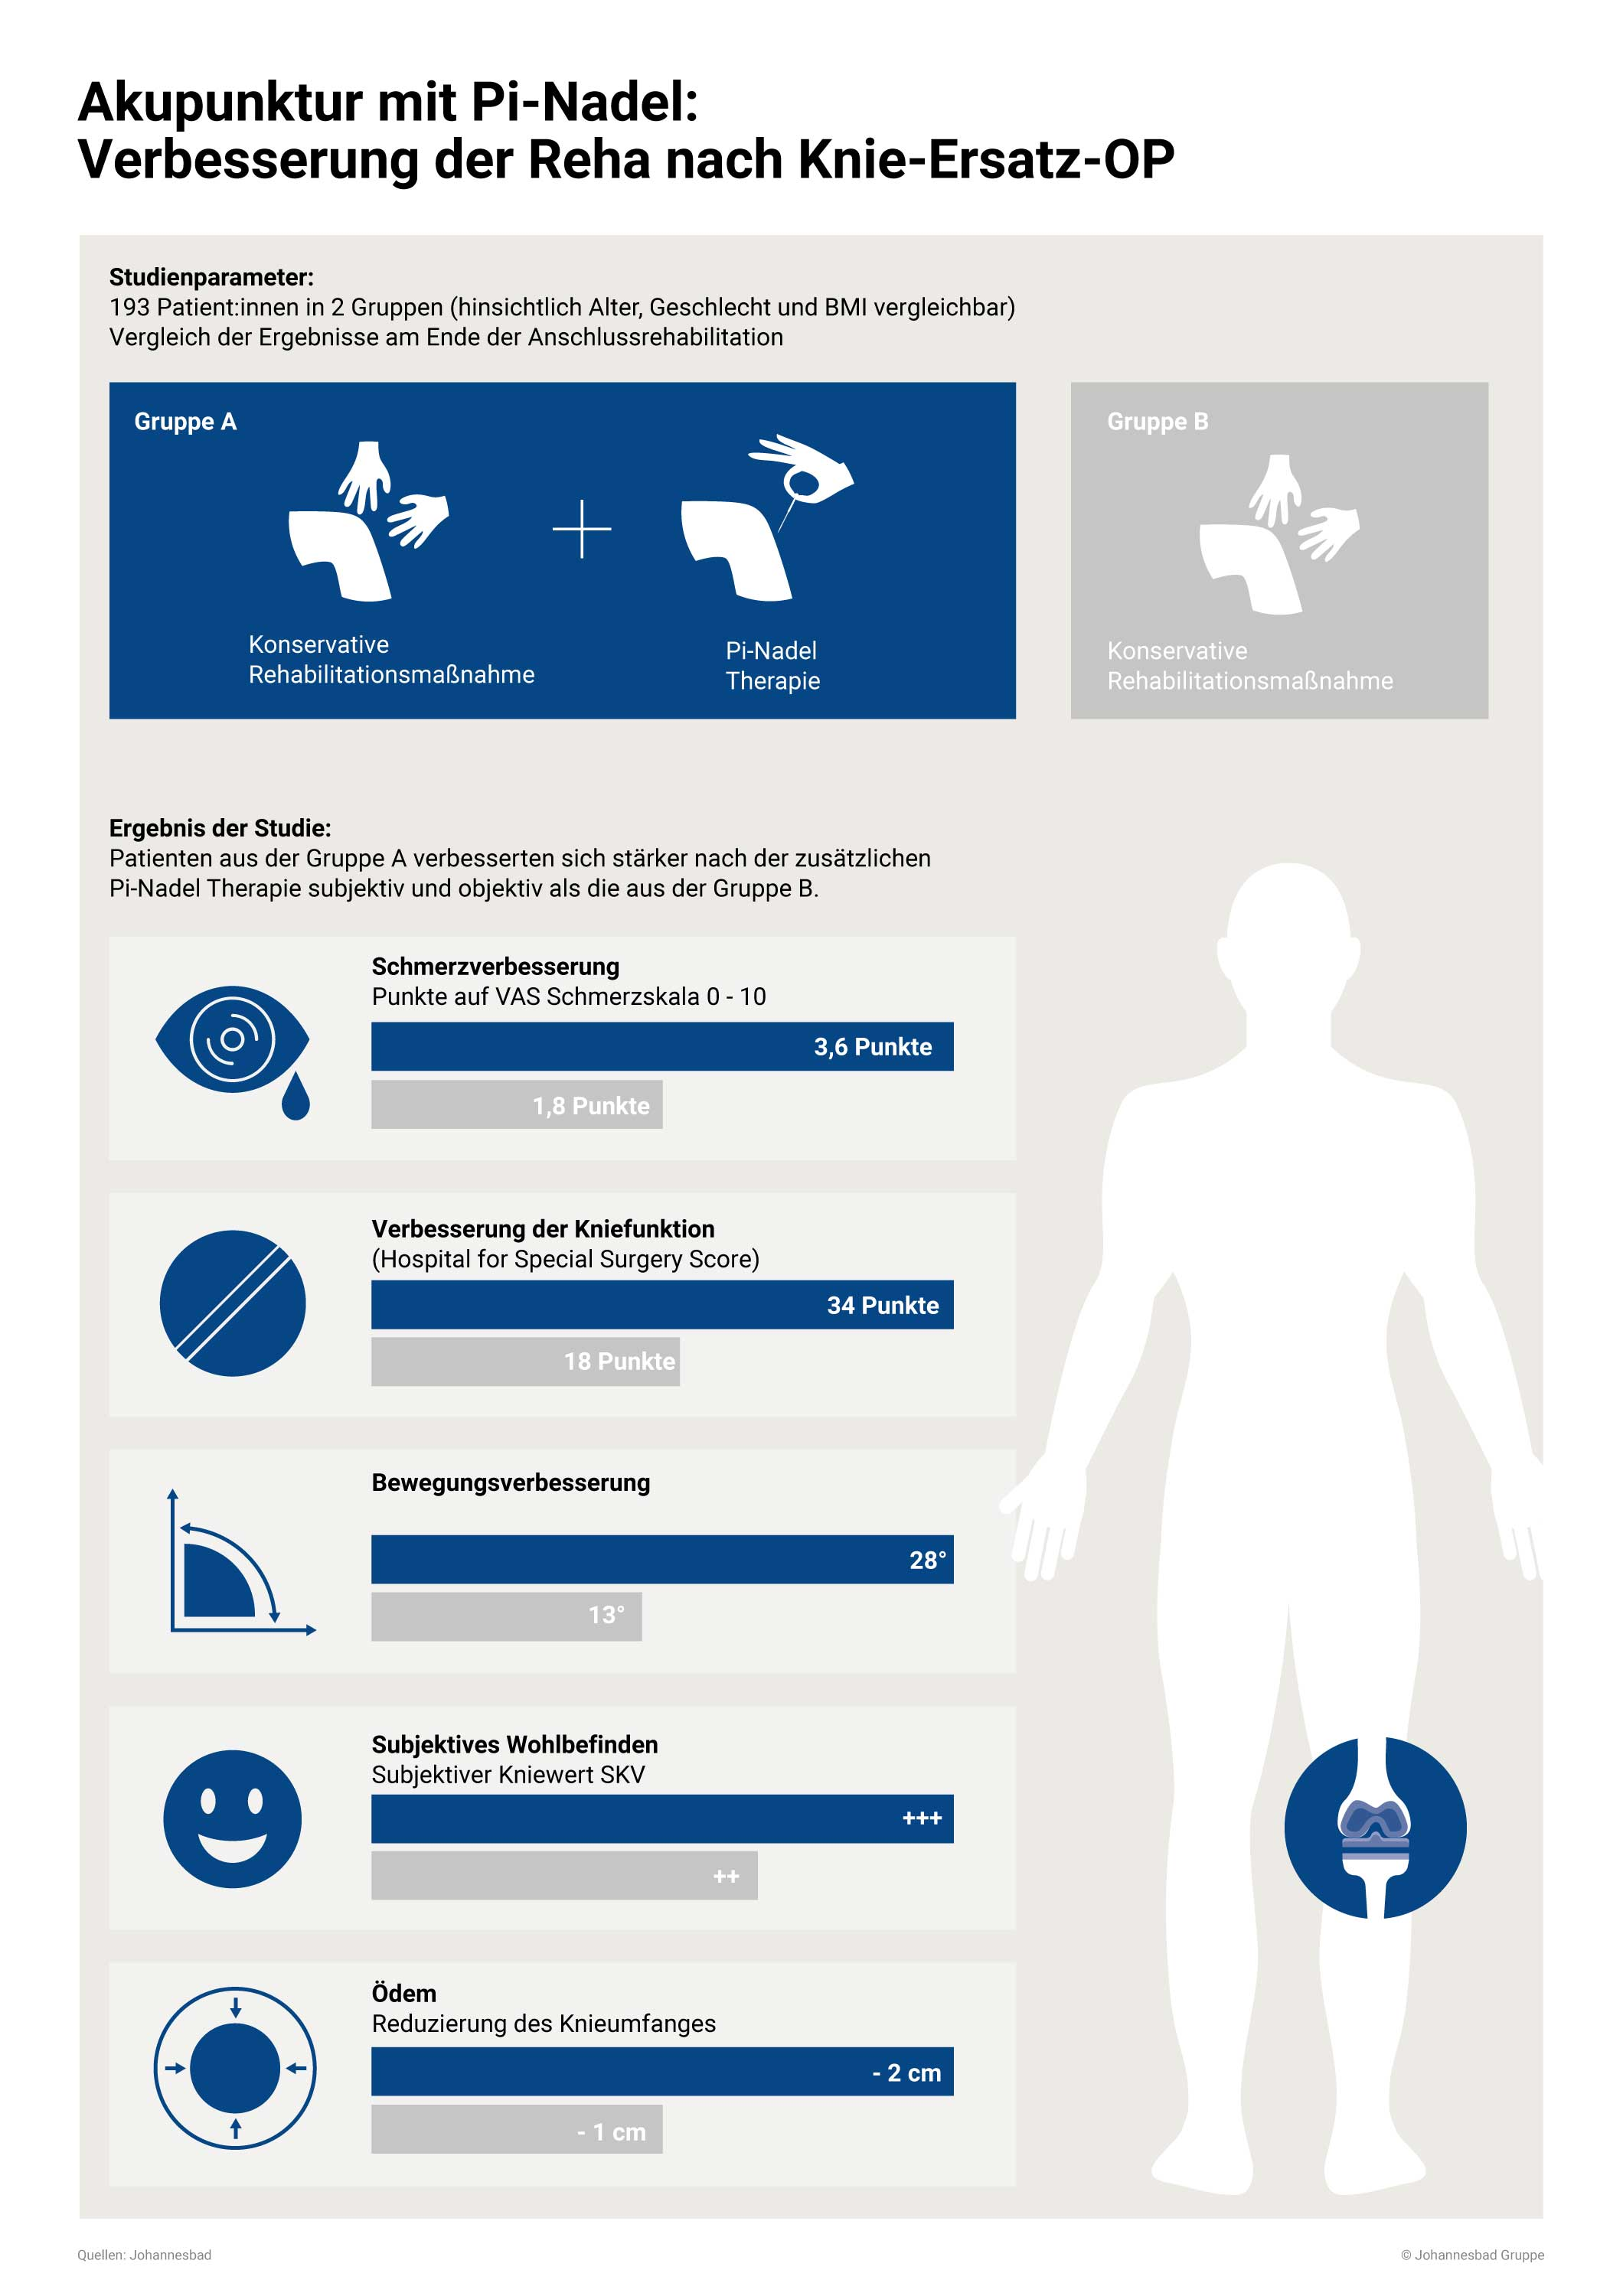 Akupunktur mit Pi-Nadel:
Verbesserung der Reha nach Knie-Ersatz-OP
Studienparameter:
193 Patient:innen in 2 Gruppen (hinsichtlich Alter, Geschlecht und BMI vergleichbar)
Vergleich der Ergebnisse am Ende der Anschlussrehabilitation
Gruppe A
Konservative
Rehabilitationsmaßnahme
Pi-Nadel
Therapie
Gruppe B
Konservative
Rehabilitationsmaßnahme
Ergebnis der Studie:
Patienten aus der Gruppe A verbesserten sich stärker nach der zusätzlichen
Pi-Nadel Therapie subjektiv und objektiv als die aus der Gruppe B.
Schmerzverbesserung
Punkte auf VAS Schmerzskala 0 - 10
3,6 Punkte
1,8 Punkte
Verbesserung der Kniefunktion
(Hospital for Special Surgery Score)
34 Punkte
18 Punkte
Bewegungsverbesserung
28°
13°
Subjektives Wohlbefinden
Subjektiver Kniewert SKV
+++
++
Ödem
Reduzierung des Knieumfanges
- 2 cm
- 1 cm
Quellen: Johannesbad
© Johannesbad Gruppe